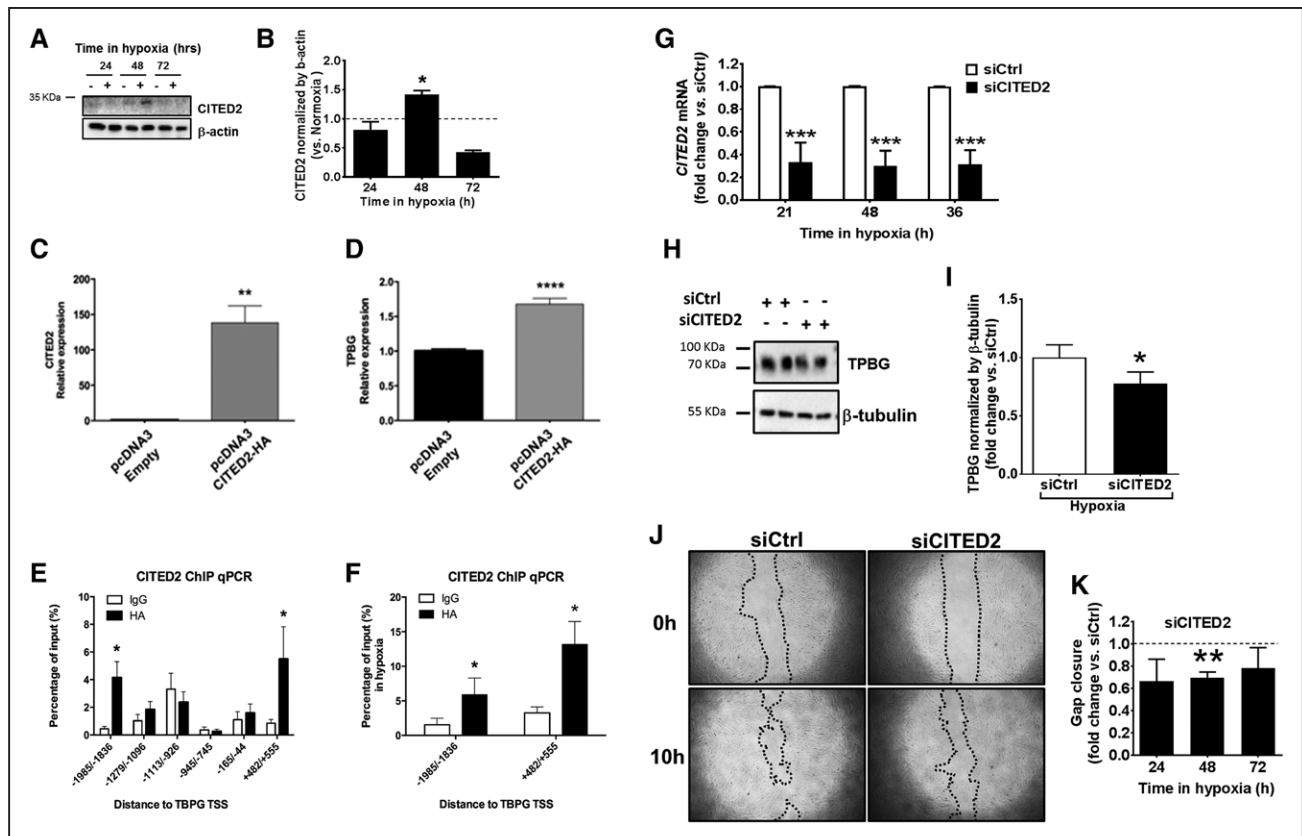 A
Time in hypoxia (hrs)
24 48 72
- + - + - +
35 KDa
CITED2
β-actin
B
CITED2 normalized by b-actin
(vs. Normoxia)
2.0
1.5
1.0
0.5
0.0
*
24 48 72
Time in hypoxia (h)
C
CITED2
Relative expression
200
150
100
50
0
**
pcDNA3
Empty
pcDNA3
CITED2-HA
D
TPBG
Relative expression
2.0
1.5
1.0
0.5
0.0
****
pcDNA3
Empty
pcDNA3
CITED2-HA
E
CITED2 ChIP qPCR
IgG
HA
Percentage of input (%)
10
8
6
4
2
0
*
*
-1985/-1836
-1279/-1096
-1113/-926
-945/-745
-165/-44
+482/+555
Distance to TBPG TSS
F
CITED2 ChIP qPCR
IgG
HA
Percentage of input (%)
in hypoxia
20
15
10
5
0
*
*
-1985/-1836
+482/+555
Distance to TBPG TSS
G
siCtrl
siCITED2
CITED2 mRNA
(fold change vs. siCtrl)
1.2
1.0
0.8
0.6
0.4
0.2
0.0
*** *** ***
21 48 36
Time in hypoxia (h)
H
siCtrl + + - -
siCITED2 - - + +
100 KDa
70 KDa
TPBG
55 KDa
β-tubulin
I
TPBG normalized by β-tubulin
(fold change vs. siCtrl)
1.5
1.0
0.5
0.0
*
siCtrl siCITED2
Hypoxia
J
siCtrl siCITED2
0h
10h
K
siCITED2
Gap closure
(fold change vs. siCtrl)
1.2
1.0
0.8
0.6
0.4
0.2
0.0
**
24 48 72
Time in hypoxia (h)